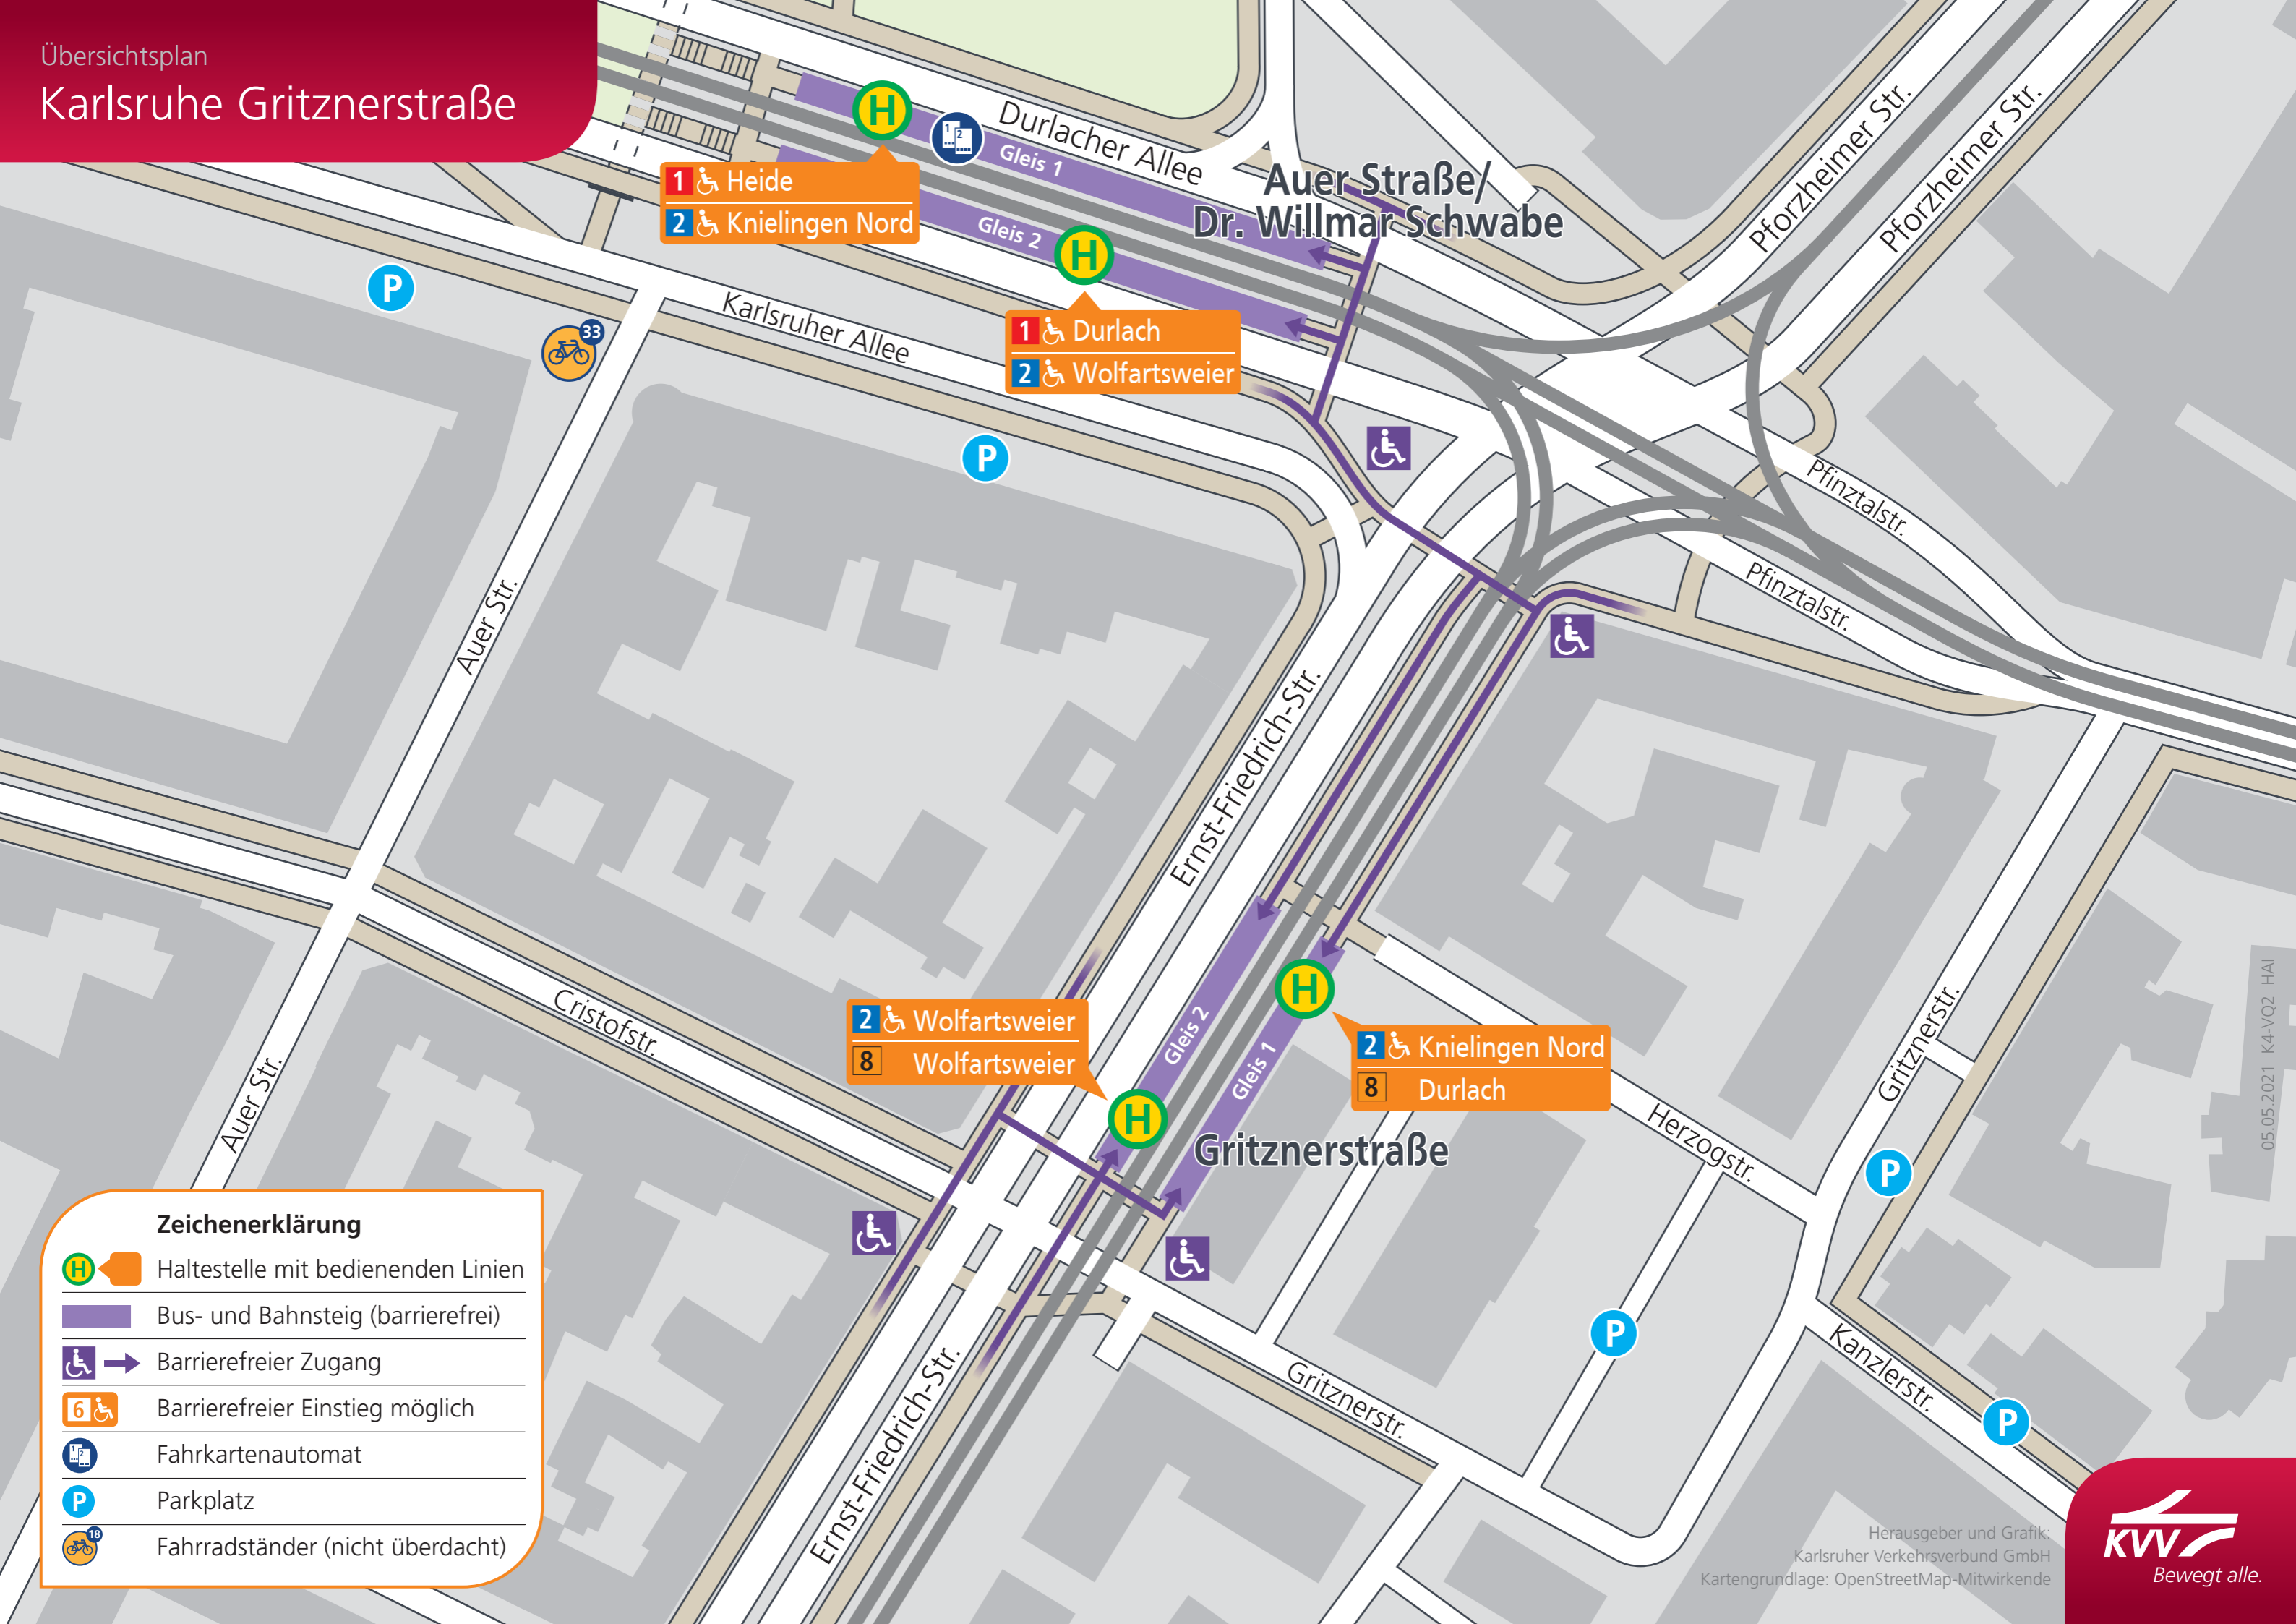 Übersichtsplan
Karlsruhe Gritznerstraße
H
1 2
Durlacher Allee
Gleis 1
1 Heide
2 Knielingen Nord
Gleis 2
H
Auer Straße/
Dr. Willmar Schwabe
Pforzheimer Str.
Pforzheimer Str.
P
33
Karlsruher Allee
1 Durlach
2 Wolfartsweier
P
Pfinztalstr.
Pfinztalstr.
Auer Str.
Ernst-Friedrich-Str.
Cristofstr.
2 Wolfartsweier
8 Wolfartsweier
Gleis 2
Gleis 1
H
H
2 Knielingen Nord
8 Durlach
Gritznerstraße
Gritznerstr.
Herzogstr.
Auer Str.
P
P
Kanzlerstr.
P
Gritznerstr.
Ernst-Friedrich-Str.
05.05.2021 K4-VQ2 HAI
Zeichenerklärung
H Haltestelle mit bedienenden Linien
Bus- und Bahnsteig (barrierefrei)
Barrierefreier Zugang
6 Barrierefreier Einstieg möglich
1 2 Fahrkartenautomat
P Parkplatz
18 Fahrradständer (nicht überdacht)
Herausgeber und Grafik:
Karlsruher Verkehrsverbund GmbH
Kartengrundlage: OpenStreetMap-Mitwirkende
KVV
Bewegt alle.